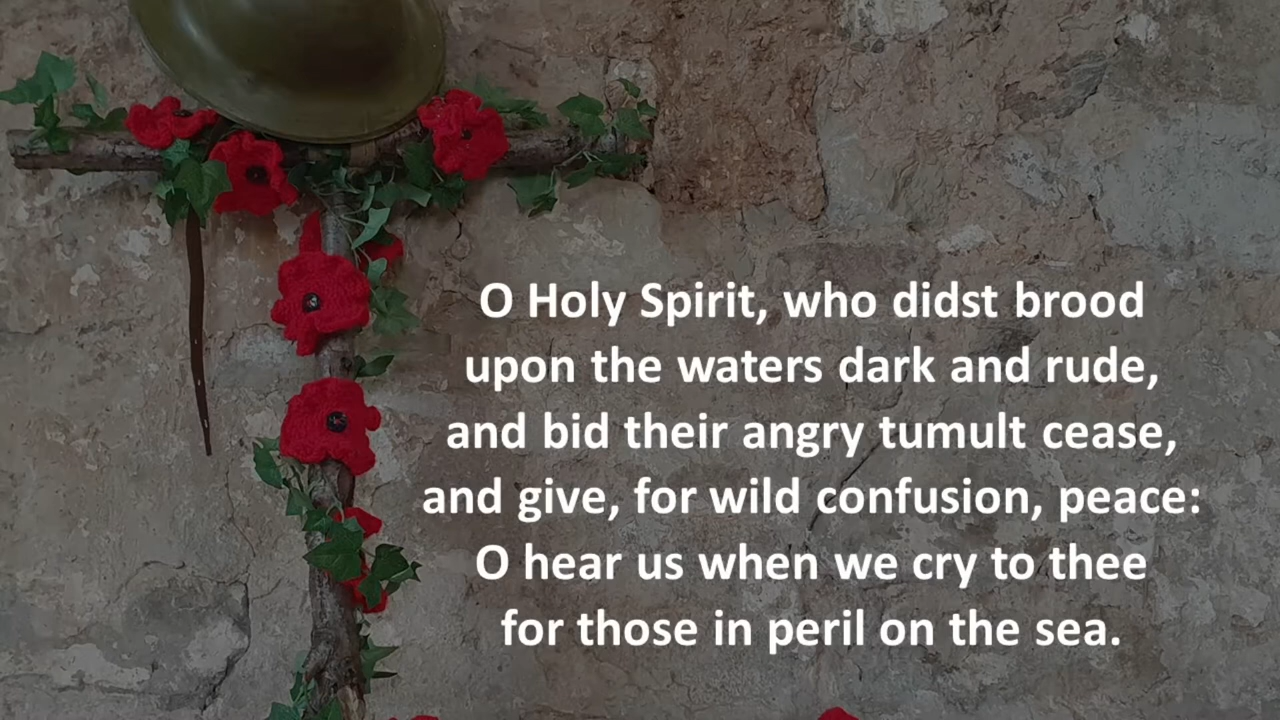 O Holy Spirit, who didst brood
upon the waters dark and rude,
and bid their angry tumult cease,
and give, for wild confusion, peace:
O hear us when we cry to thee
for those in peril on the sea.